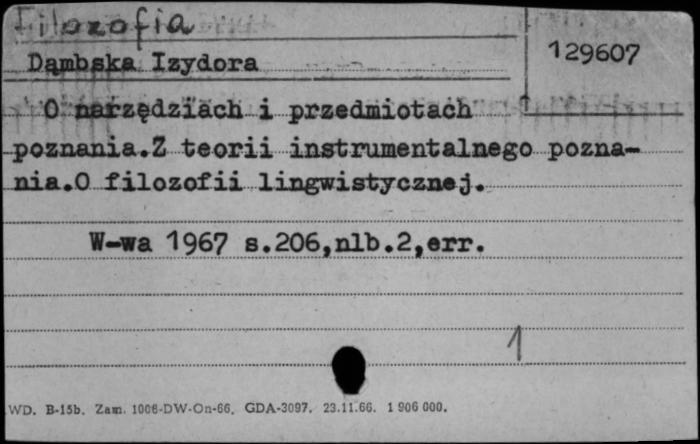 Filozofia
129607
Dąmbska Izydora
O narzędziach i przedmiotach
poznania.Z teorii instrumentalnego pozna-
nia.O filozofii lingwistycznej.
W-wa 1967 s.206,nlb.2,err.
1
WD. B-15b. Zam. 1006-DW-On-66. GDA-3097. 23.11.66. 1 906 000.